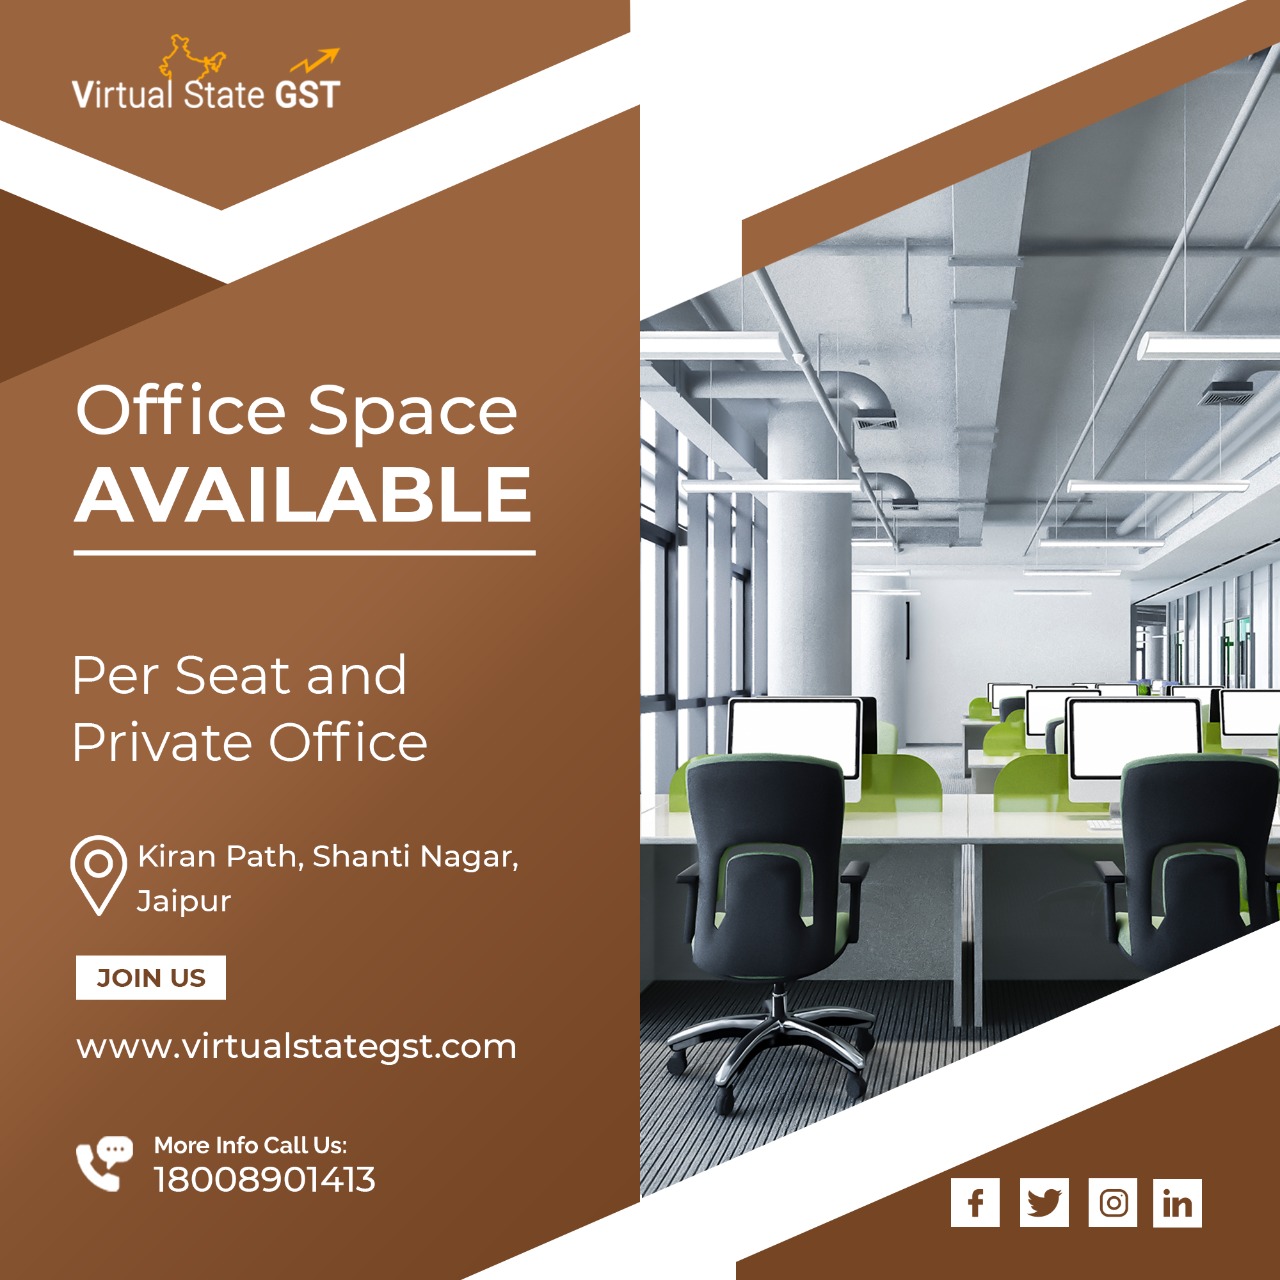 Virtual State GST
Office Space
AVAILABLE
Per Seat and
Private Office
Kiran Path, Shanti Nagar,
Jaipur
JOIN US
www.virtualstategst.com
More Info Call Us:
18008901413